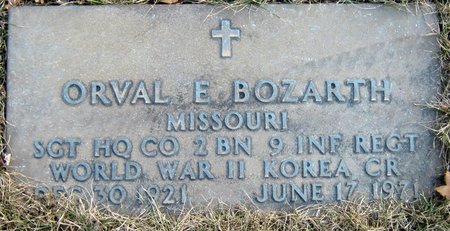 ORVAL E BOZARTH
MISSOURI
SGT HQ CO 2 BN 9 INF REGT
WORLD WAR II KOREA CR
DEC 30 1921 JUNE 17 1971